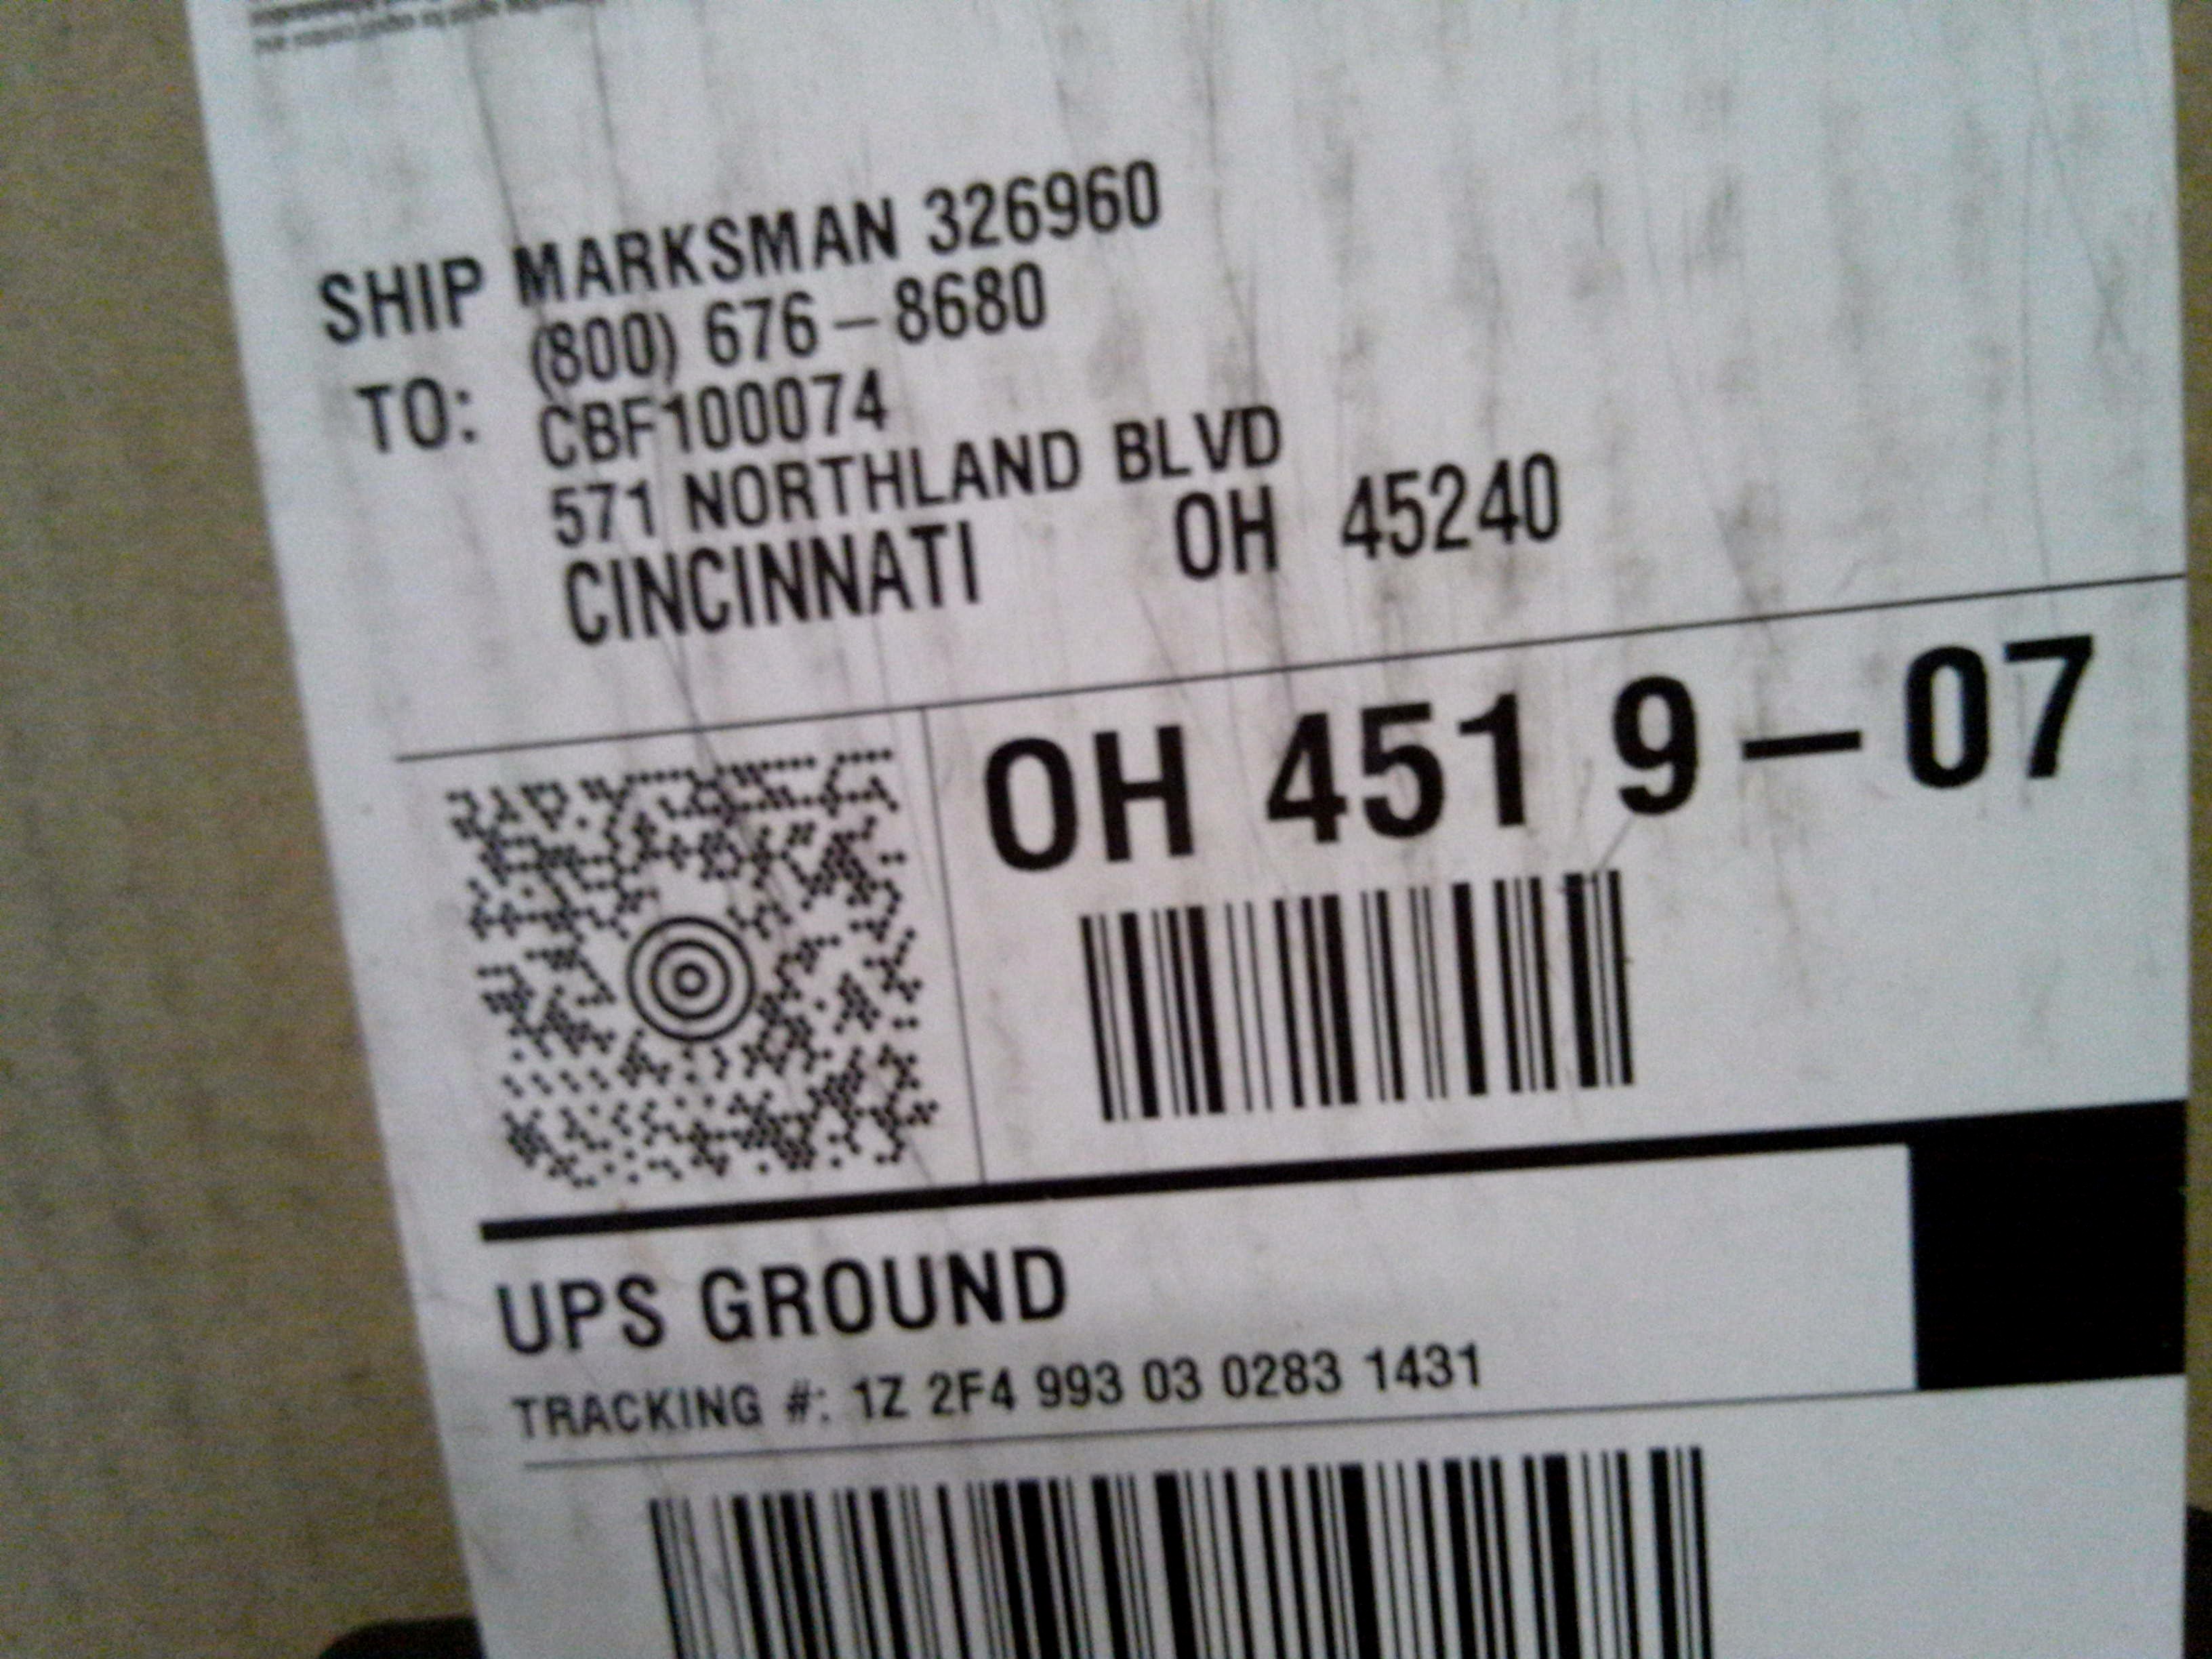 SHIP MARKSMAN 326960
(800) 676-8680
TO: CBF100074
571 NORTHLAND BLVD
CINCINNATI OH 45240
OH 451 9-07
UPS GROUND
TRACKING #: 1Z 2F4 993 03 0283 1431